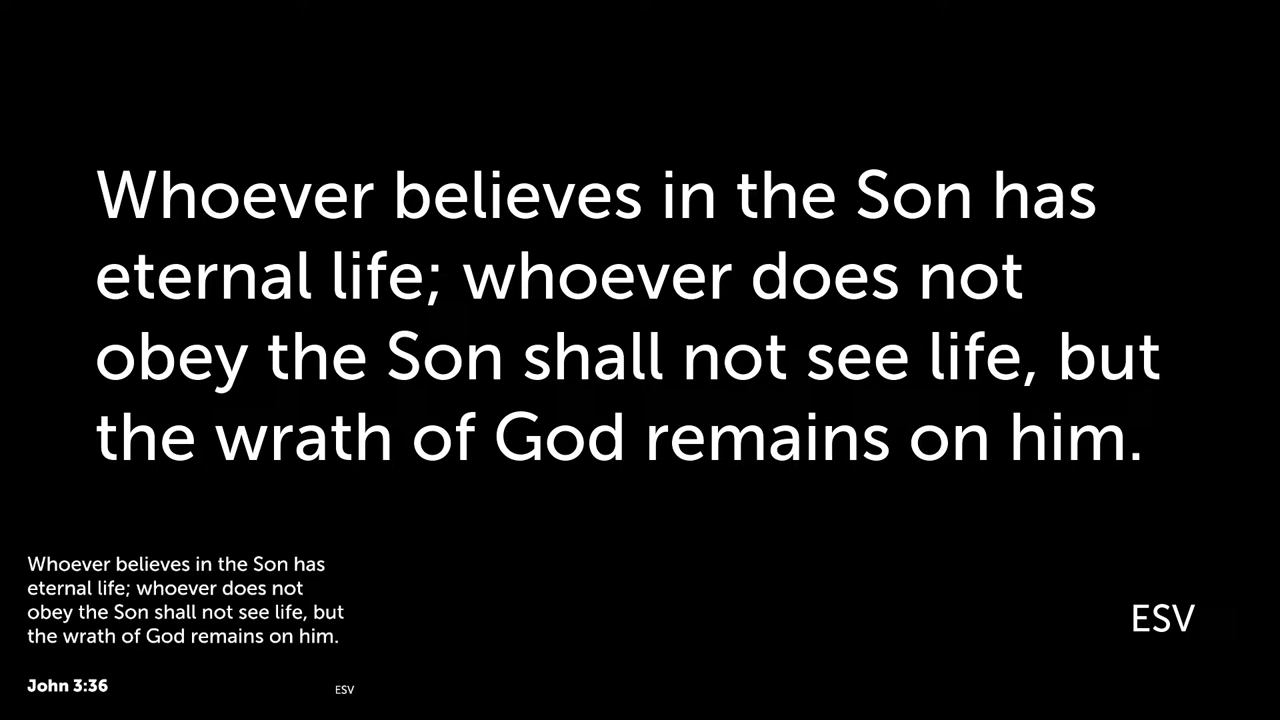 Whoever believes in the Son has
eternal life; whoever does not
obey the Son shall not see life, but
the wrath of God remains on him.
ESV
Whoever believes in the Son has
eternal life; whoever does not
obey the Son shall not see life, but
the wrath of God remains on him.
John 3:36
ESV